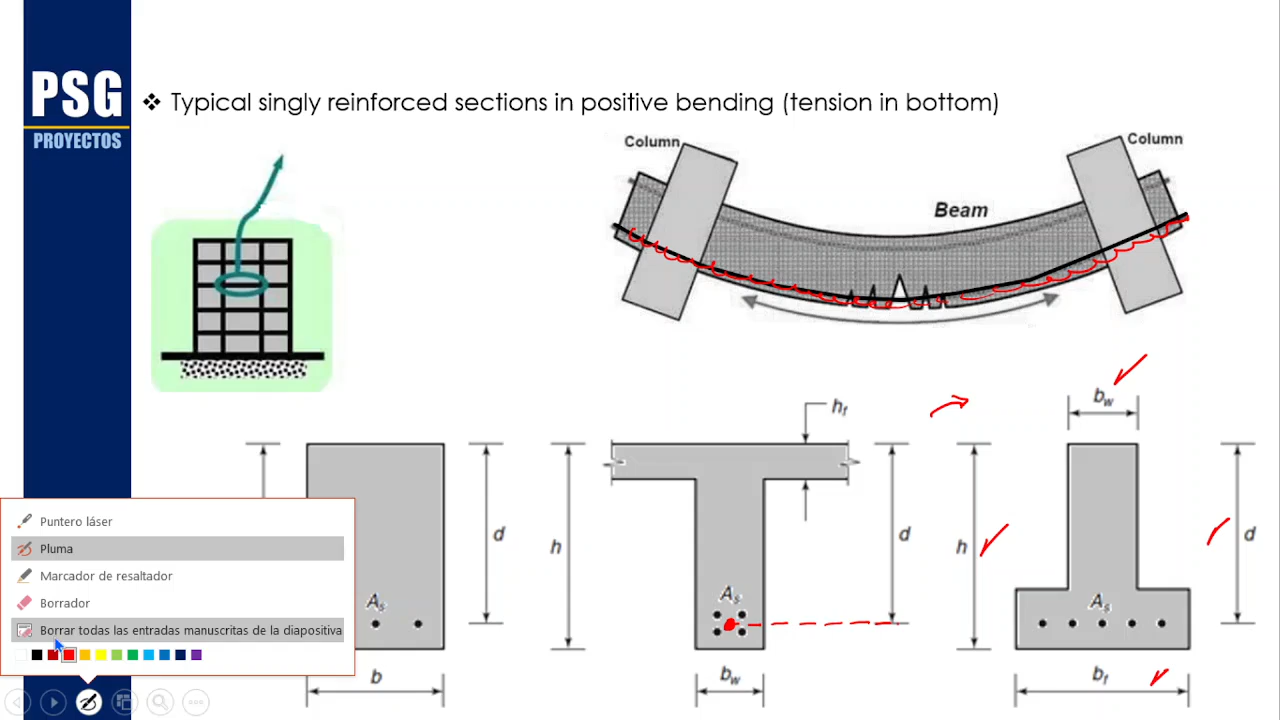 PSG
PROYECTOS
❖ Typical singly reinforced sections in positive bending (tension in bottom)
Column
Column
Beam
hf
bw
d
h
d
h
d
As
As
As
b
bw
bf
Puntero láser
Pluma
Marcador de resaltador
Borrador
Borrar todas las entradas manuscritas de la diapositiva